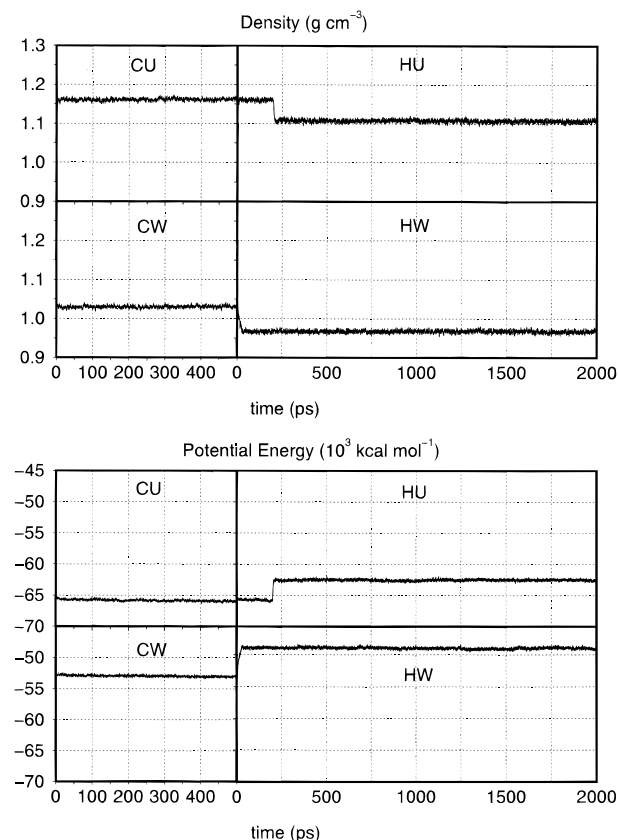 Density (g cm⁻³)
1.3
CU
HU
1.2
1.1
1.0
0.9
CW
HW
1.2
1.1
1.0
0.9
0 100 200 300 400 0 500 1000 1500 2000
time (ps)
Potential Energy (10³ kcal mol⁻¹)
−45
CU
HU
−50
−55
−60
−65
−70
CW
−50
HW
−55
−60
−65
−70
0 100 200 300 400 0 500 1000 1500 2000
time (ps)